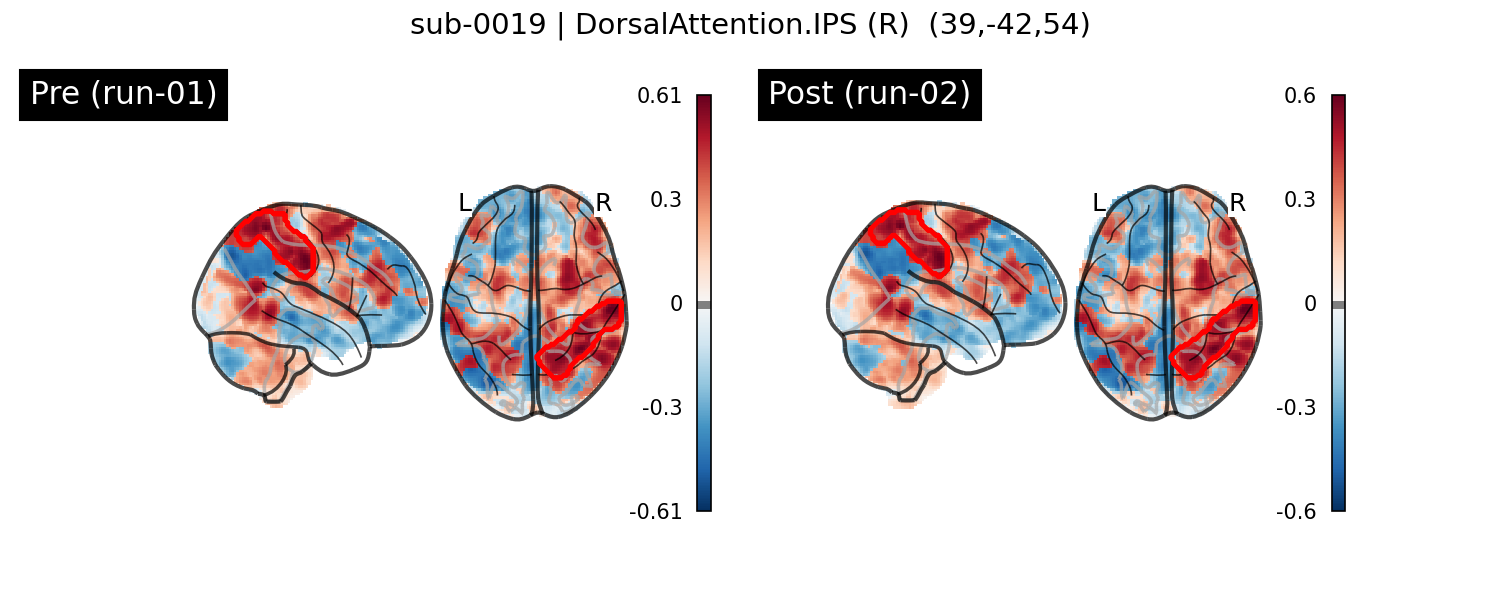 sub-0019 | DorsalAttention.IPS (R)  (39,-42,54)
Pre (run-01)
L
R
0.61
0.3
0
-0.3
-0.61
Post (run-02)
L
R
0.6
0.3
0
-0.3
-0.6